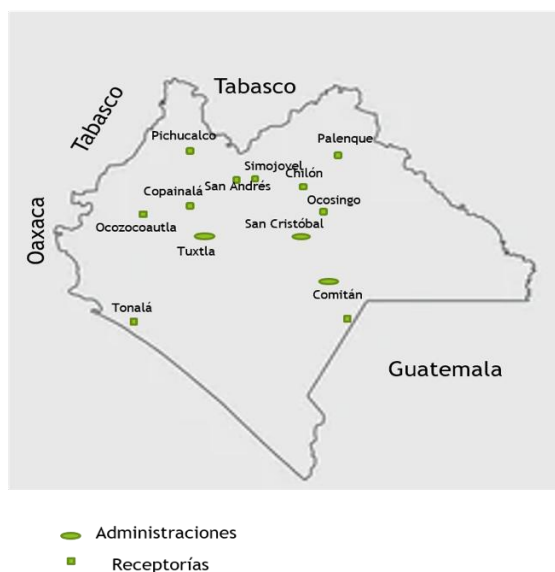 Tabasco
Tabasco
Pichucalco
Palenque
Simojovel
Chilón
San Andrés
Copainalá
Ocosingo
Oaxaca
Ocozocoautla
San Cristóbal
Tuxtla
Comitán
Tonalá
Guatemala
Administraciones
Receptorías